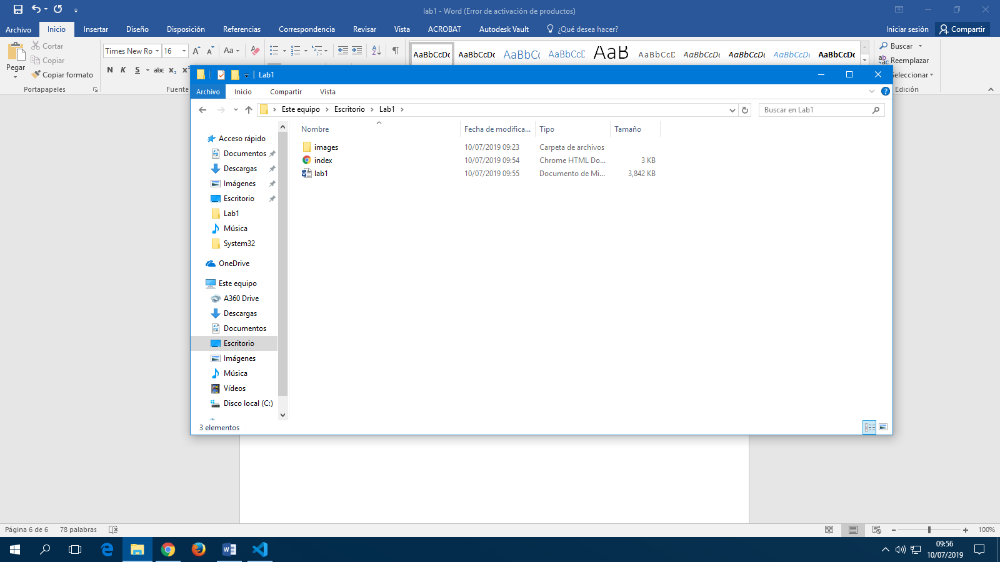 lab1 - Word (Error de activación de productos)
Archivo Inicio Insertar Diseño Disposición Referencias Correspondencia Revisar Vista ACROBAT Autodesk Vault ¿Qué desea hacer? Iniciar sesión Compartir
Pegar
Cortar
Copiar
Copiar formato
Portapapeles
Times New Ro 16
Aa
N K S abc x₂ x²
Fuente
AaBbCcDc AaBbCcDc AaBbCc AaBbCcD AaB AaBbCcD AaBbCcDc AaBbCcDc AaBbCcDc AaBbCcDc
Buscar
Reemplazar
Seleccionar
Edición
Lab1
Archivo Inicio Compartir Vista
Este equipo Escritorio Lab1
Buscar en Lab1
Nombre Fecha de modifica... Tipo Tamaño
images 10/07/2019 09:23 Carpeta de archivos
index 10/07/2019 09:54 Chrome HTML Do... 3 KB
lab1 10/07/2019 09:55 Documento de Mi... 3,842 KB
Acceso rápido
Documentos
Descargas
Imágenes
Escritorio
Lab1
Música
System32
OneDrive
Este equipo
A360 Drive
Descargas
Documentos
Escritorio
Imágenes
Música
Vídeos
Disco local (C:)
3 elementos
Página 6 de 6 78 palabras
100%
09:56
10/07/2019